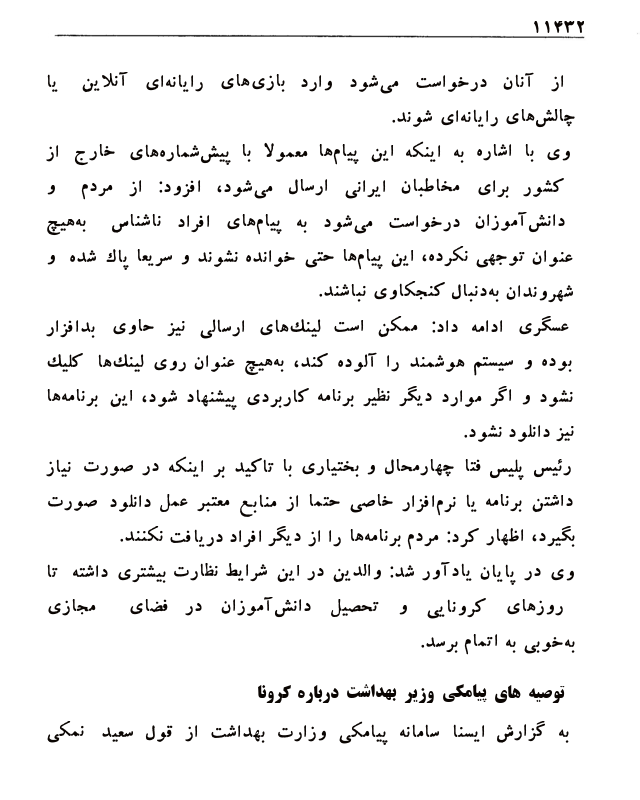 ۱۱۴۳۲
از آنان درخواست می‌شود وارد بازی‌های رایانه‌ای آنلاین یا
چالش‌های رایانه‌ای شوند.
وی با اشاره به اینکه این پیام‌ها معمولا با پیش‌شماره‌های خارج از
کشور برای مخاطبان ایرانی ارسال می‌شود، افزود: از مردم و
دانش‌آموزان درخواست می‌شود به پیام‌های افراد ناشناس به‌هیچ
عنوان توجهی نکرده، این پیام‌ها حتی خوانده نشوند و سریعا پاك شده و
شهروندان به‌دنبال کنجکاوی نباشند.
عسگری ادامه داد: ممکن است لینك‌های ارسالی نیز حاوی بدافزار
بوده و سیستم هوشمند را آلوده کند، به‌هیچ عنوان روی لینك‌ها کلیك
نشود و اگر موارد دیگر نظیر برنامه کاربردی پیشنهاد شود، این برنامه‌ها
نیز دانلود نشود.
رئیس پلیس فتا چهارمحال و بختیاری با تاکید بر اینکه در صورت نیاز
داشتن برنامه یا نرم‌افزار خاصی حتما از منابع معتبر عمل دانلود صورت
بگیرد، اظهار کرد: مردم برنامه‌ها را از دیگر افراد دریافت نکنند.
وی در پایان یادآور شد: والدین در این شرایط نظارت بیشتری داشته تا
روزهای کرونایی و تحصیل دانش‌آموزان در فضای مجازی
به‌خوبی به اتمام برسد.
توصیه های پیامکی وزیر بهداشت درباره کرونا
به گزارش ایسنا سامانه پیامکی وزارت بهداشت از قول سعید نمکی